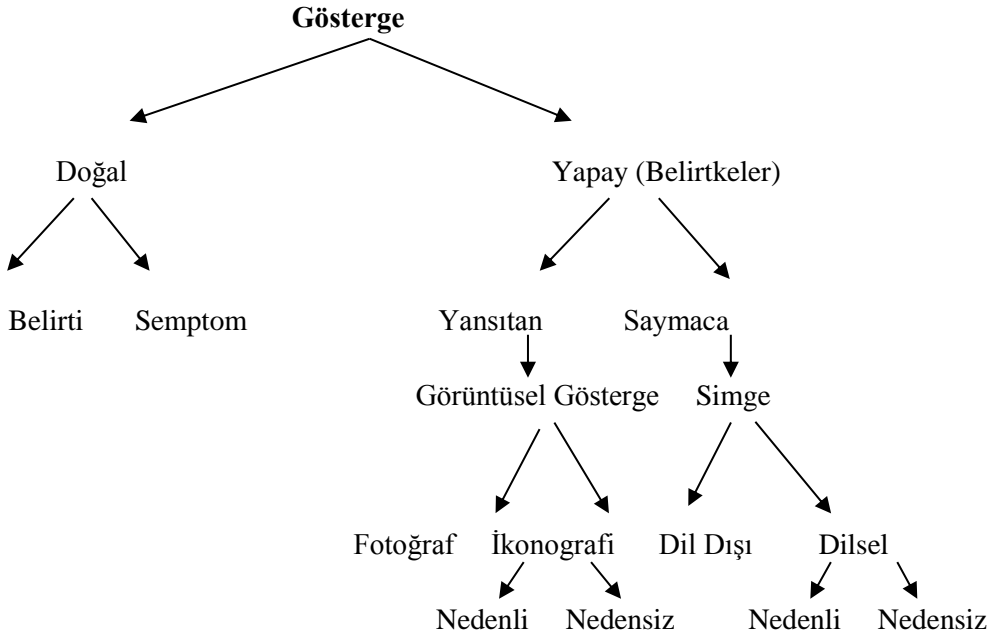 Gösterge
Doğal Yapay (Belirtkeler)
Belirti Semptom Yansıtan Saymaca
Görüntüsel Gösterge Simge
Fotoğraf İkonografi Dil Dışı Dilsel
Nedenli Nedensiz Nedenli Nedensiz